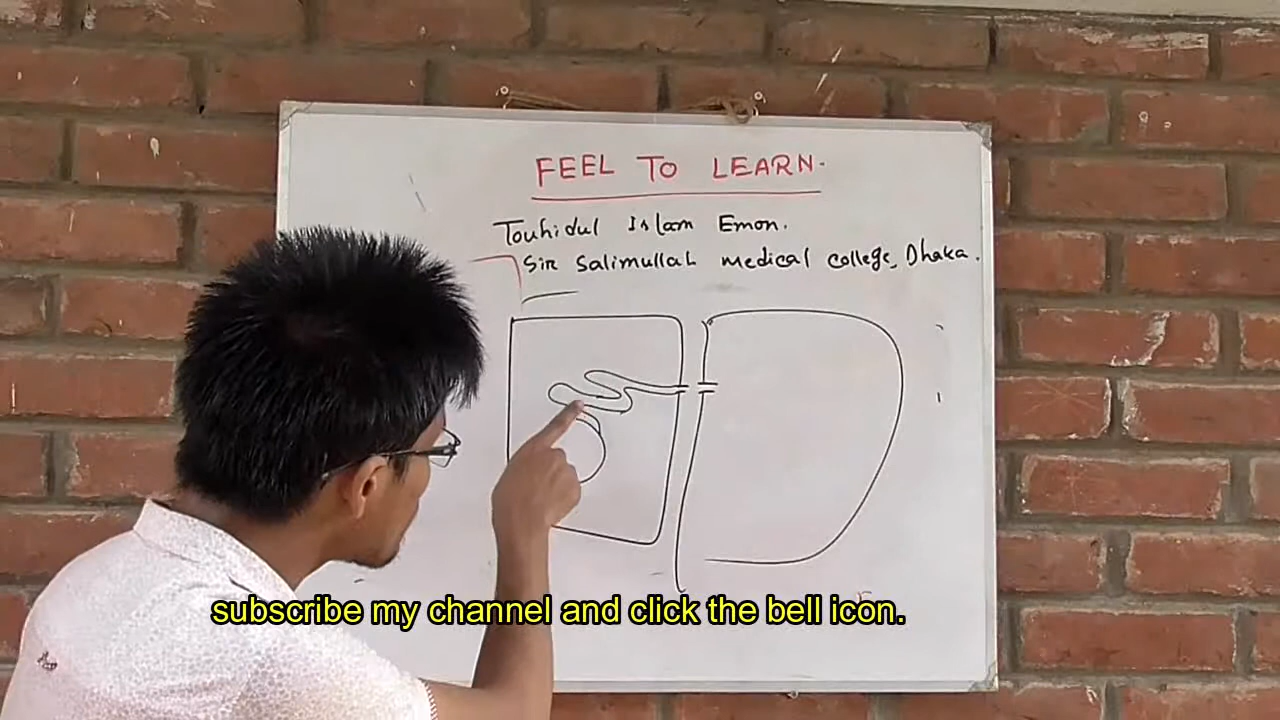 FEEL TO LEARN.
Touhidul Islam Emon.
Sir Salimullah medical college, Dhaka.
subscribe my channel and click the bell icon.